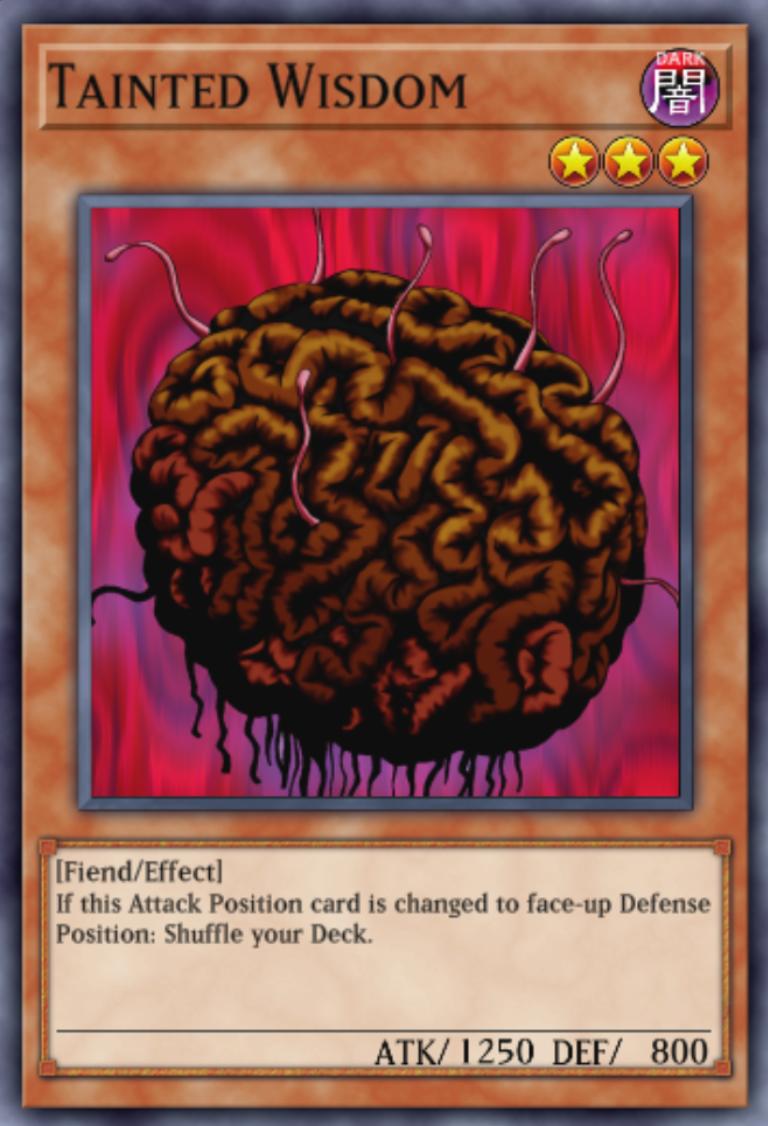 Tainted Wisdom
DARK
闇
[Fiend/Effect]
If this Attack Position card is changed to face-up Defense
Position: Shuffle your Deck.
ATK/ 1250 DEF/ 800